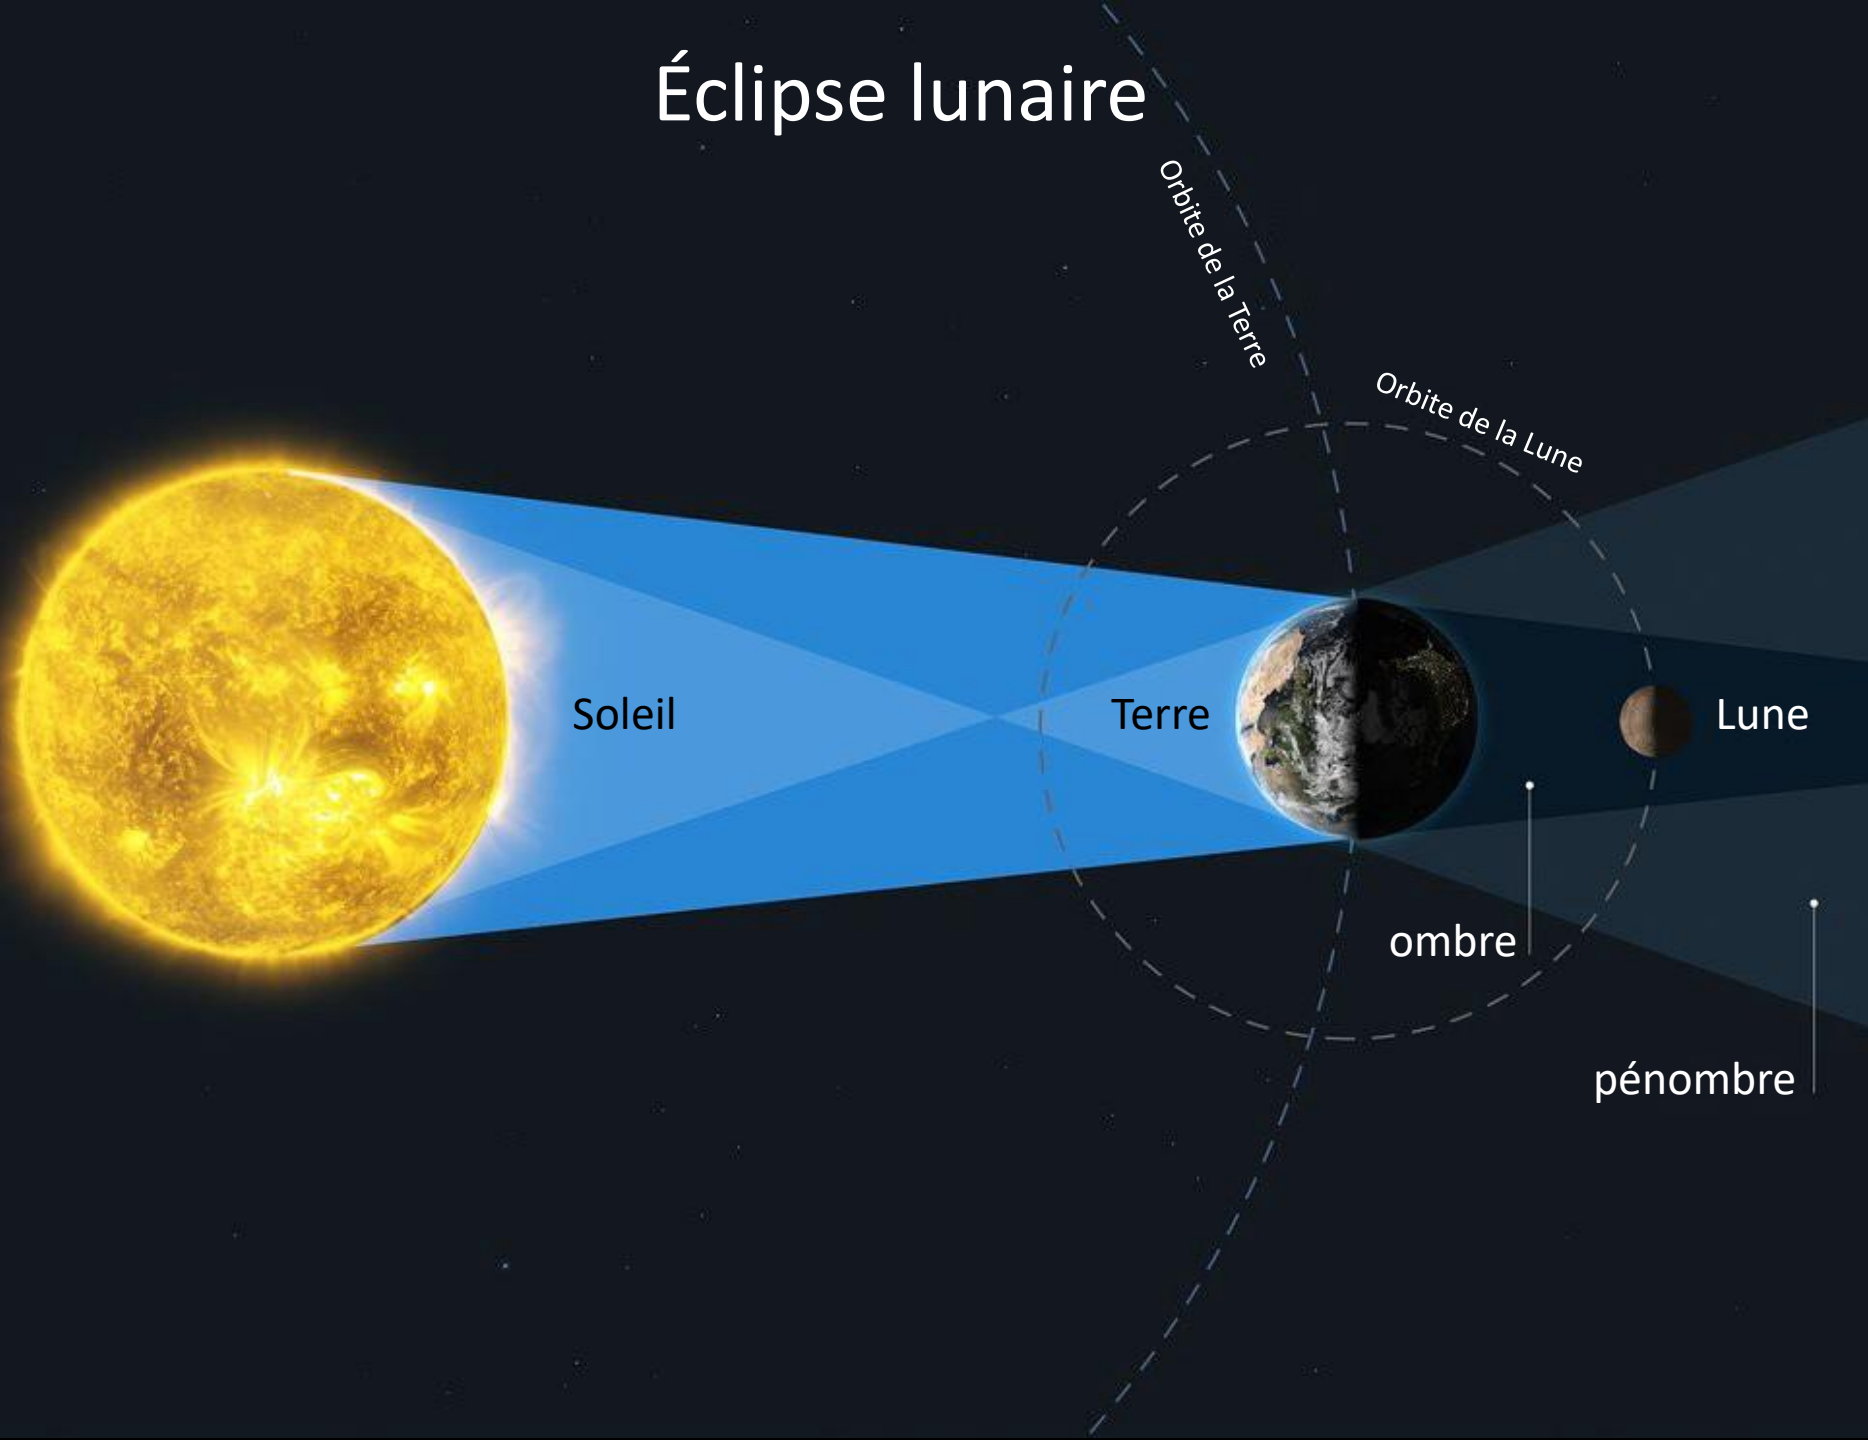 Éclipse lunaire
Orbite de la Terre
Orbite de la Lune
Soleil
Terre
Lune
ombre
pénombre